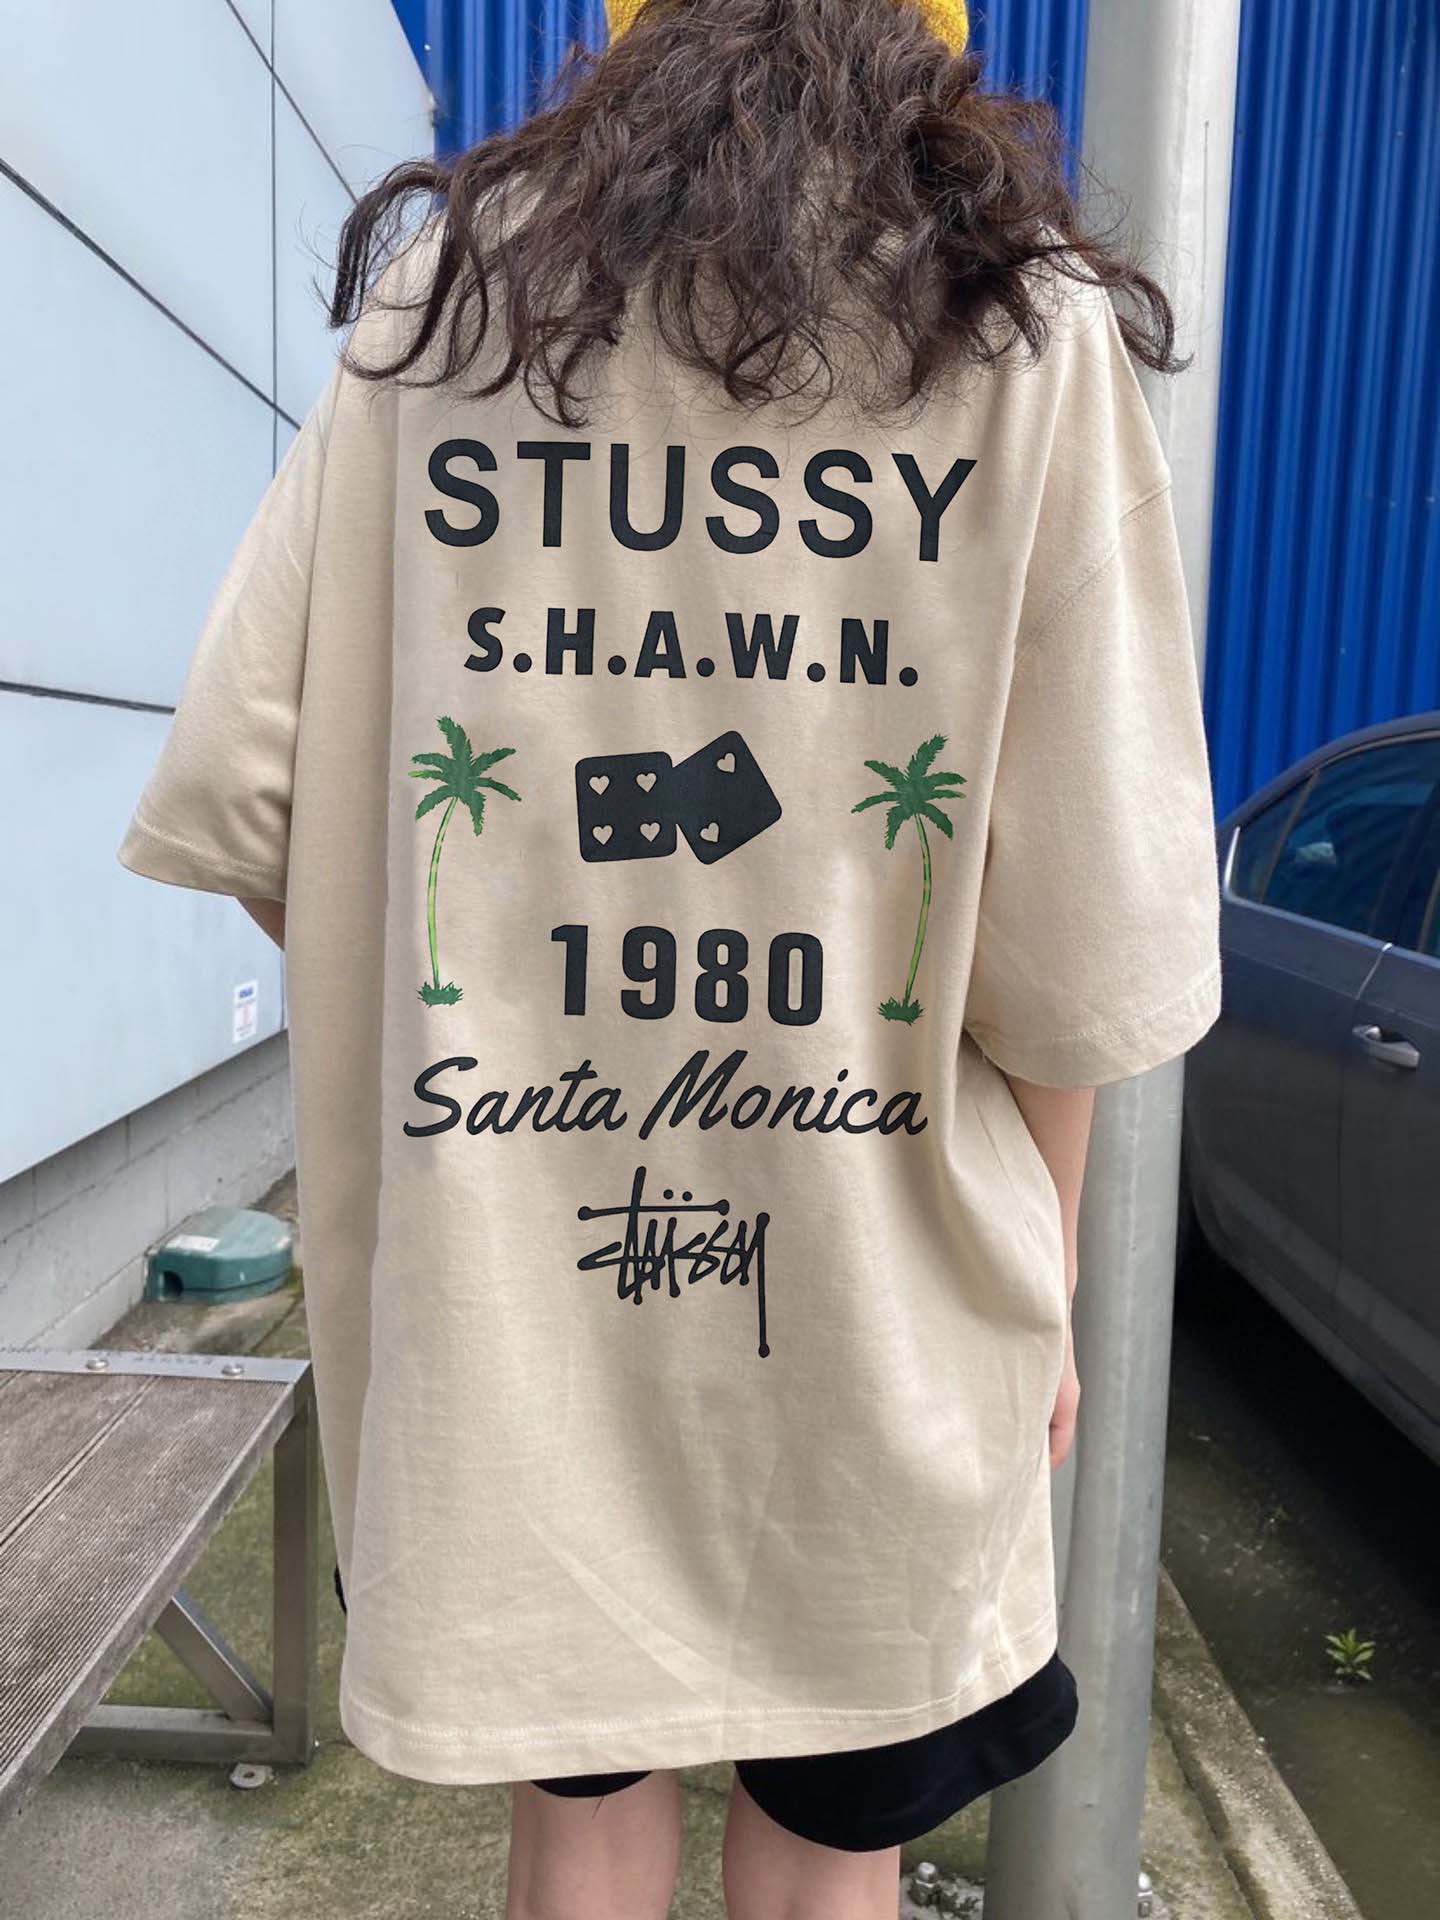 STUSSY
S.H.A.W.N.
1980
Santa Monica
Stüssy